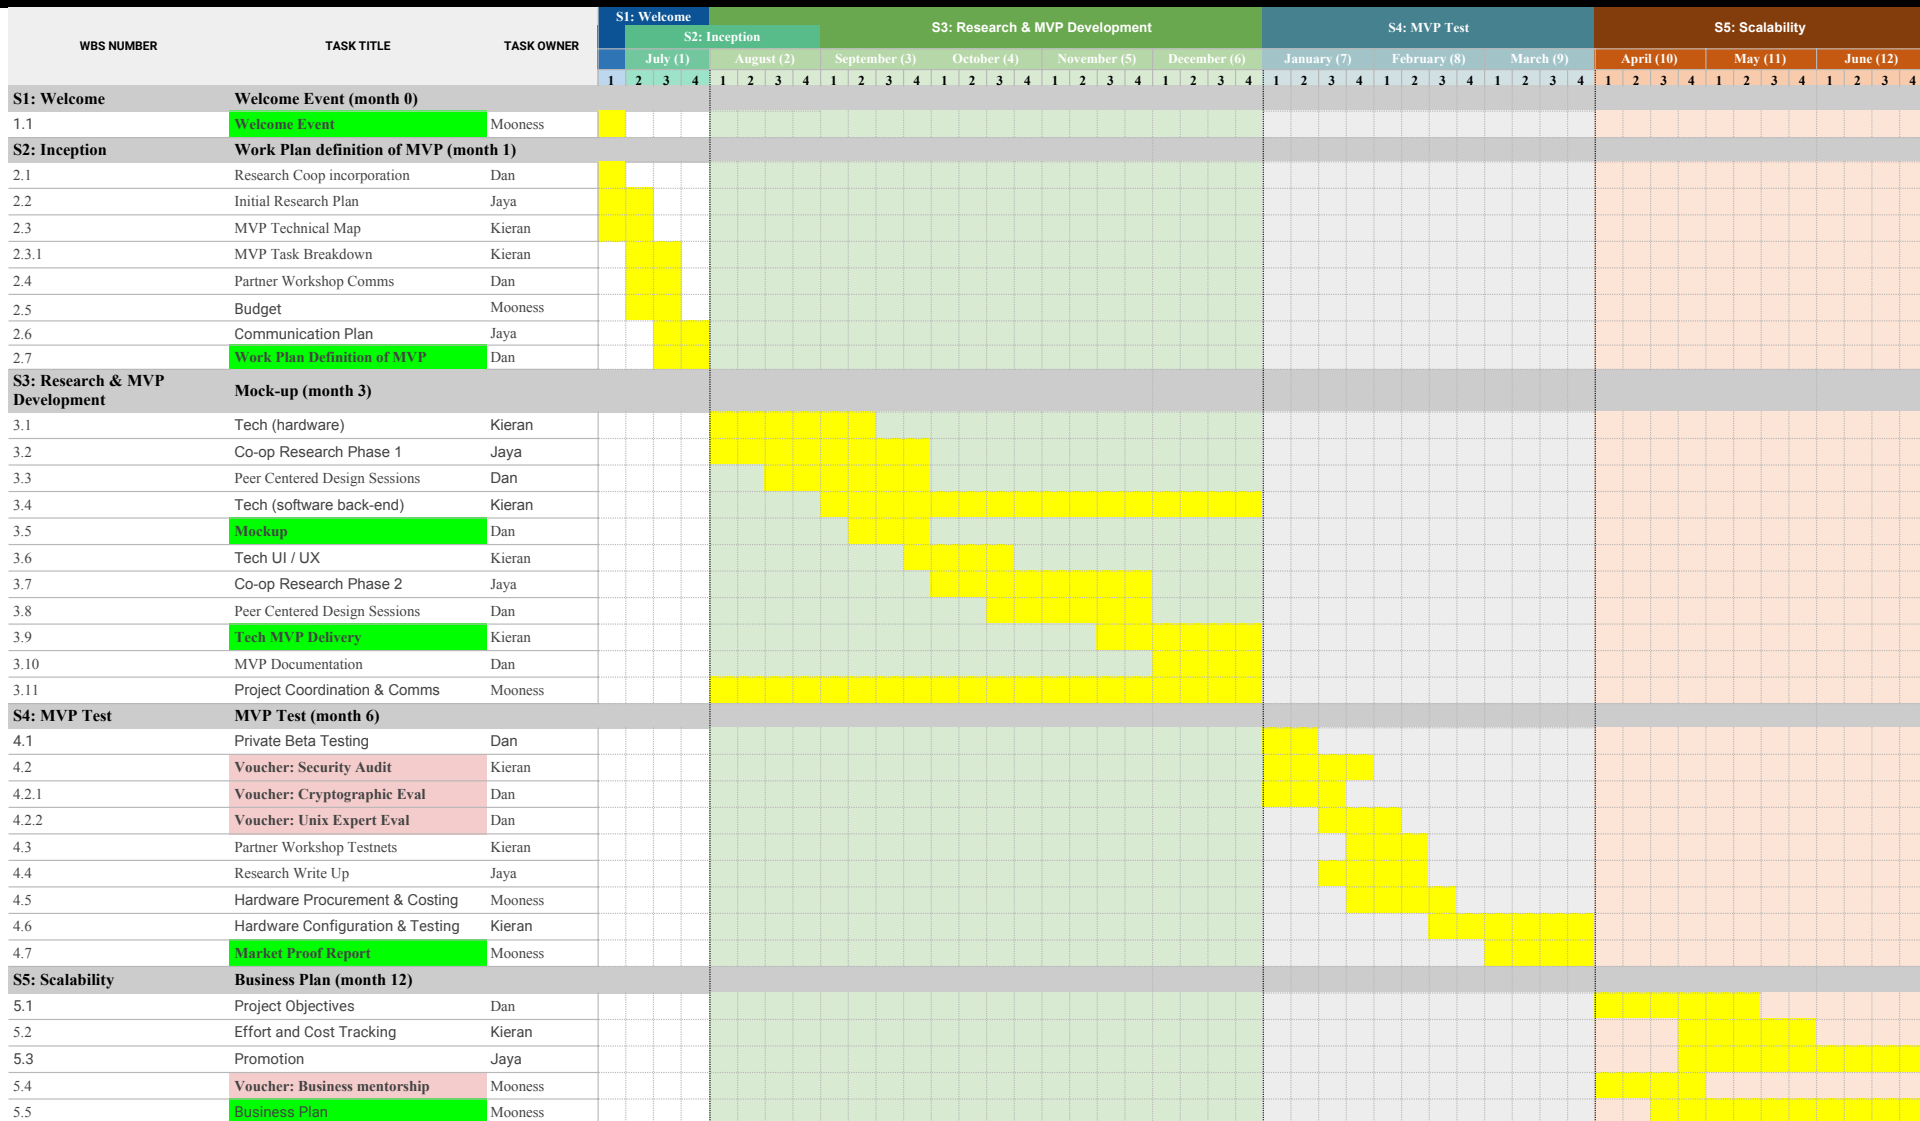 S1: Welcome
S3: Research & MVP Development
S4: MVP Test
S5: Scalability
S2: Inception
WBS NUMBER TASK TITLE TASK OWNER
July (1) August (2) September (3) October (4) November (5) December (6) January (7) February (8) March (9) April (10) May (11) June (12)
1 2 3 4 1 2 3 4 1 2 3 4 1 2 3 4 1 2 3 4 1 2 3 4 1 2 3 4 1 2 3 4 1 2 3 4 1 2 3 4 1 2 3 4 1 2 3 4
S1: Welcome Welcome Event (month 0)
1.1 Welcome Event Mooness
S2: Inception Work Plan definition of MVP (month 1)
2.1 Research Coop incorporation Dan
2.2 Initial Research Plan Jaya
2.3 MVP Technical Map Kieran
2.3.1 MVP Task Breakdown Kieran
2.4 Partner Workshop Comms Dan
2.5 Budget Mooness
2.6 Communication Plan Jaya
2.7 Work Plan Definition of MVP Dan
S3: Research & MVP
Development
Mock-up (month 3)
3.1 Tech (hardware) Kieran
3.2 Co-op Research Phase 1 Jaya
3.3 Peer Centered Design Sessions Dan
3.4 Tech (software back-end) Kieran
3.5 Mockup Dan
3.6 Tech UI / UX Kieran
3.7 Co-op Research Phase 2 Jaya
3.8 Peer Centered Design Sessions Dan
3.9 Tech MVP Delivery Kieran
3.10 MVP Documentation Dan
3.11 Project Coordination & Comms Mooness
S4: MVP Test MVP Test (month 6)
4.1 Private Beta Testing Dan
4.2 Voucher: Security Audit Kieran
4.2.1 Voucher: Cryptographic Eval Dan
4.2.2 Voucher: Unix Expert Eval Dan
4.3 Partner Workshop Testnets Kieran
4.4 Research Write Up Jaya
4.5 Hardware Procurement & Costing Mooness
4.6 Hardware Configuration & Testing Kieran
4.7 Market Proof Report Mooness
S5: Scalability Business Plan (month 12)
5.1 Project Objectives Dan
5.2 Effort and Cost Tracking Kieran
5.3 Promotion Jaya
5.4 Voucher: Business mentorship Mooness
5.5 Business Plan Mooness